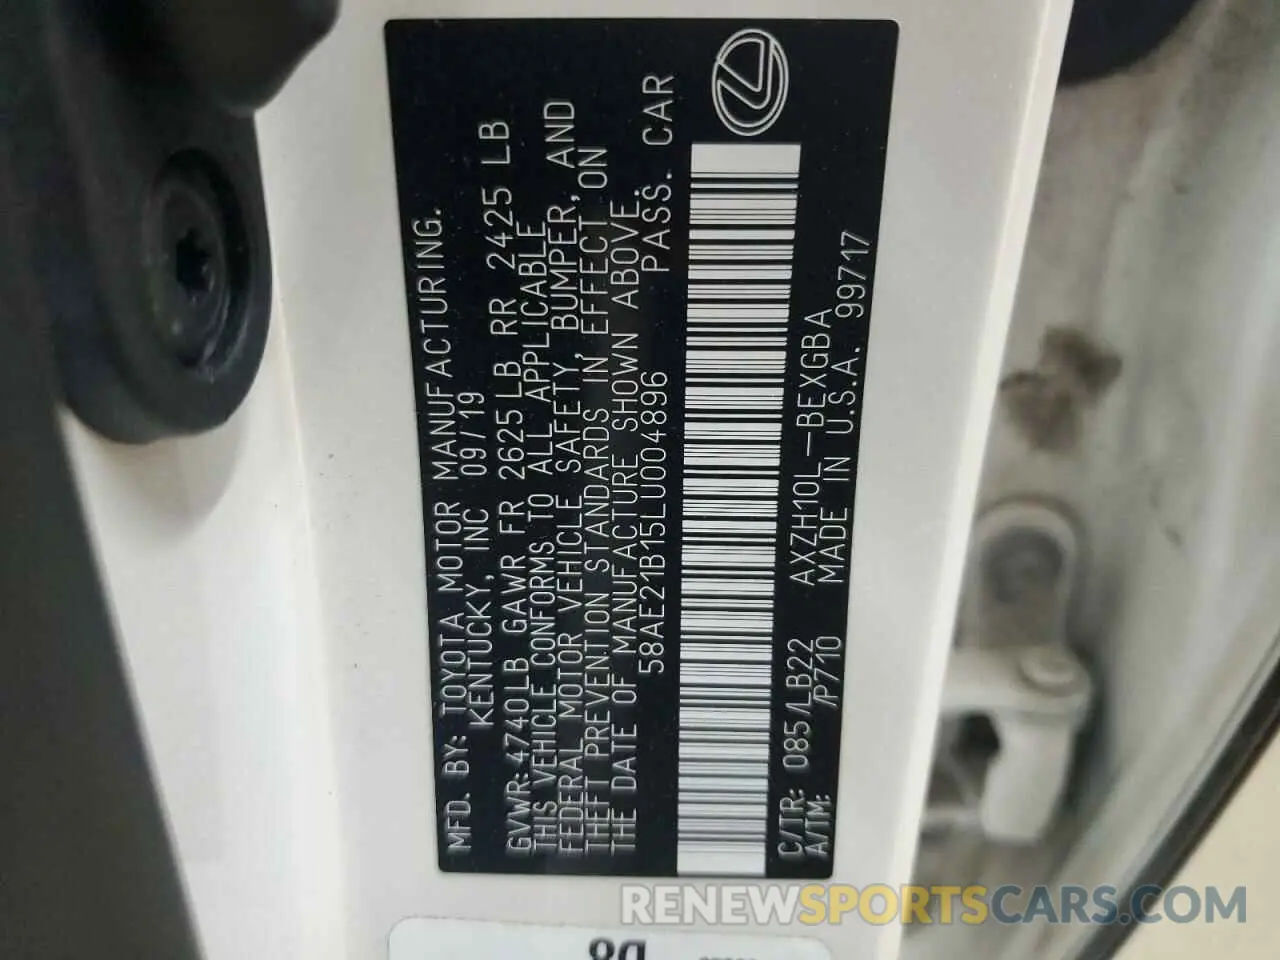 MFD. BY: TOYOTA MOTOR MANUFACTURING.
KENTUCKY, INC 09/19
GVWR: 4740LB GAWR FR 2625LB RR 2425 LB
THIS VEHICLE CONFORMS TO ALL APPLICABLE
FEDERAL MOTOR VEHICLE SAFETY, BUMPER, AND
THEFT PREVENTION STANDARDS IN EFFECT ON
THE DATE OF MANUFACTURE SHOWN ABOVE.
58AE21B15LU004896 PASS. CAR
C/TR: 085/LB22 AXZH10L-BEXGBA
A/TM: /P710 MADE IN U.S.A. 99717
D8
RENEWSPORTSCARS.COM